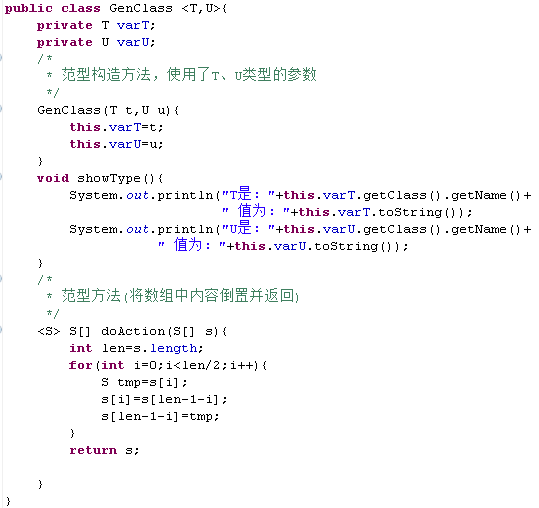 public class GenClass <T,U>{
    private T varT;
    private U varU;
    /*
     * 范型构造方法，使用了T、U类型的参数
     */
    GenClass(T t,U u){
        this.varT=t;
        this.varU=u;
    }
    void showType(){
        System.out.println("T是："+this.varT.getClass().getName()+
                           " 值为："+this.varT.toString());
        System.out.println("U是："+this.varU.getClass().getName()+
                   " 值为："+this.varU.toString());
    }
    /*
     * 范型方法(将数组中内容倒置并返回)
     */
    <S> S[] doAction(S[] s){
        int len=s.length;
        for(int i=0;i<len/2;i++){
            S tmp=s[i];
            s[i]=s[len-1-i];
            s[len-1-i]=tmp;
        }
        return s;
    }
}